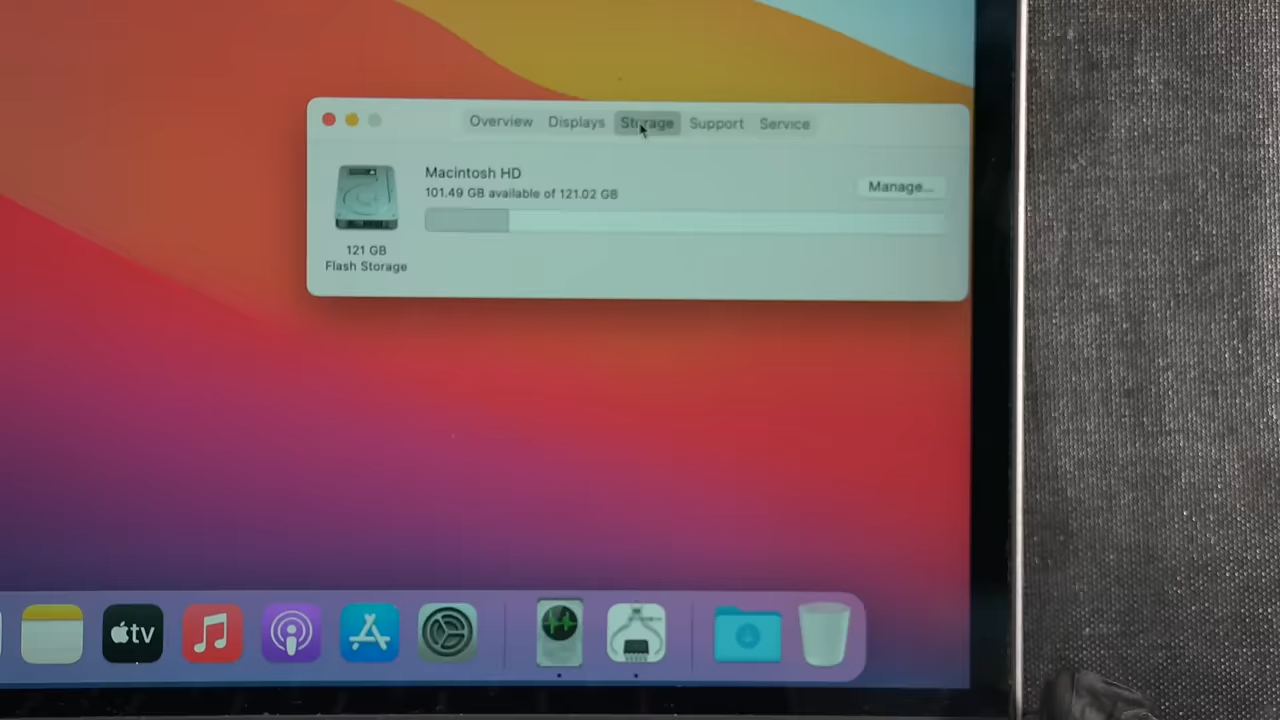 Overview Displays Storage Support Service
Macintosh HD
101.49 GB available of 121.02 GB
Manage...
121 GB
Flash Storage
tv